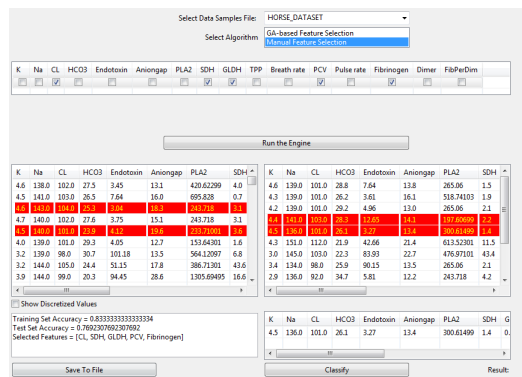 Select Data Samples File: HORSE_DATASET
Select Algorithm GA-based Feature Selection
Manual Feature Selection
K Na CL HCO3 Endotoxin Aniongap PLA2 SDH GLDH TPP Breath rate PCV Pulse rate Fibrinogen Dimer FibPerDim
Run the Engine
K Na CL HCO3 Endotoxin Aniongap PLA2 SDH
4.6 138.0 102.0 27.5 3.45 13.1 420.62299 4.0
4.5 141.0 103.0 26.5 7.64 16.0 695.828 0.7
4.6 143.0 104.0 25.3 3.04 18.3 243.718 3.1
4.7 140.0 102.0 27.6 3.75 15.1 243.718 3.1
4.5 140.0 101.0 23.9 4.12 19.6 233.71001 3.6
4.0 139.0 101.0 29.3 4.05 12.7 153.64301 1.6
3.2 139.0 98.0 30.7 101.18 13.5 564.12097 6.8
3.2 144.0 105.0 24.4 51.15 17.8 386.71301 43.6
3.9 144.0 99.0 20.3 94.45 28.6 1305.69495 16.6
K Na CL HCO3 Endotoxin Aniongap PLA2 SDH
4.6 139.0 101.0 28.8 7.64 13.8 265.06 1.5
4.3 139.0 101.0 26.2 3.61 16.1 518.74103 1.9
4.2 139.0 101.0 29.2 4.96 13.0 265.06 2.1
4.4 141.0 103.0 28.3 12.65 14.1 197.60699 2.2
4.5 136.0 101.0 26.1 3.27 13.4 300.61499 1.4
4.3 151.0 112.0 21.9 42.66 21.4 613.52301 11.5
3.0 145.0 103.0 22.3 83.93 22.7 476.97101 43.4
3.4 134.0 98.0 25.9 90.15 13.5 265.06 2.1
2.9 136.0 92.0 34.7 5.81 12.2 243.718 4.2
Show Discretized Values
Training Set Accuracy = 0.8333333333333334
Test Set Accuracy = 0.7692307692307692
Selected Features = [CL, SDH, GLDH, PCV, Fibrinogen]
K Na CL HCO3 Endotoxin Aniongap PLA2 SDH G
4.5 136.0 101.0 26.1 3.27 13.4 300.61499 1.4 0.
Save To File
Classify
Result: